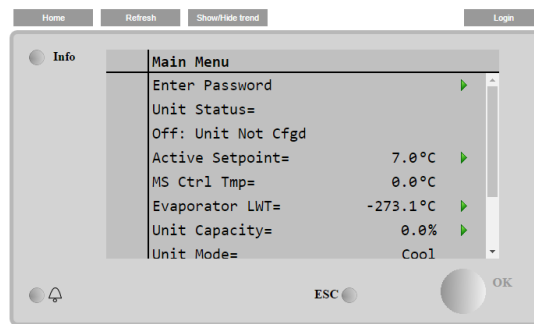 Home Refresh Show/Hide trend Login
Info
Main Menu
Enter Password
Unit Status=
Off: Unit Not Cfgd
Active Setpoint= 7.0°C
MS Ctrl Tmp= 0.0°C
Evaporator LWT= -273.1°C
Unit Capacity= 0.0%
Unit Mode= Cool
ESC OK